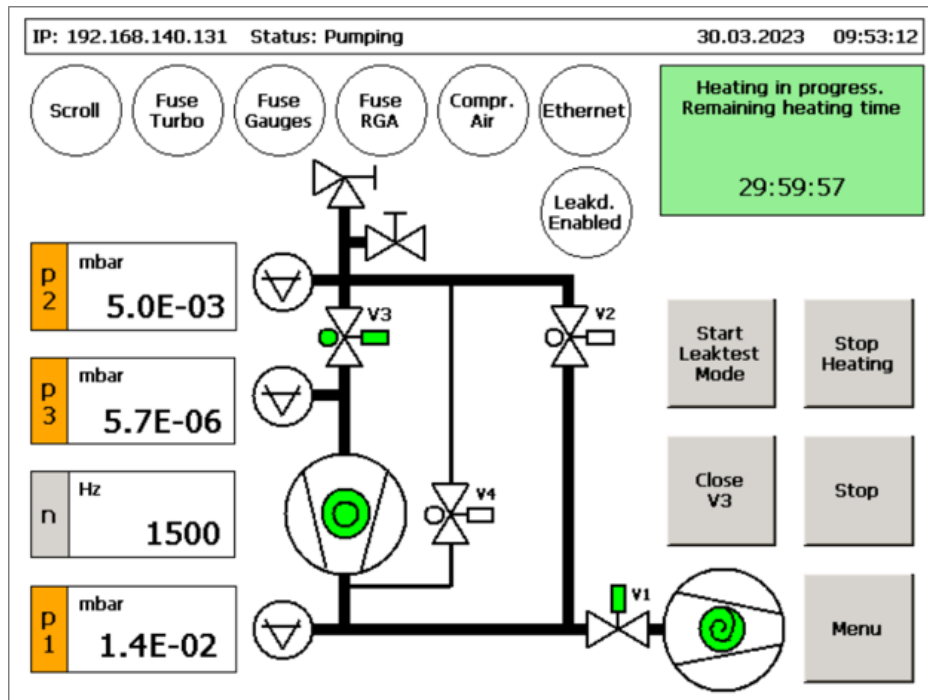 IP: 192.168.140.131 Status: Pumping 30.03.2023 09:53:12
Scroll
Fuse
Turbo
Fuse
Gauges
Fuse
RGA
Compr.
Air
Ethernet
Leakd.
Enabled
Heating in progress.
Remaining heating time
29:59:57
p
2
mbar
5.0E-03
V3
V2
p
3
mbar
5.7E-06
n
Hz
1500
V4
p
1
mbar
1.4E-02
V1
Start
Leaktest
Mode
Stop
Heating
Close
V3
Stop
Menu